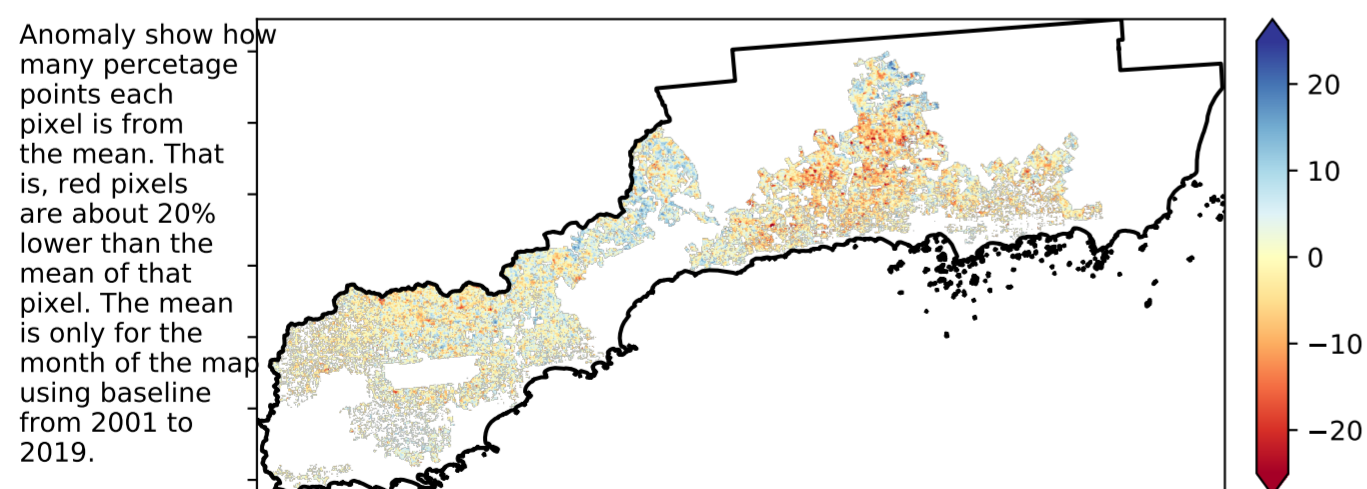 Anomaly show how
many percetage
points each
pixel is from
the mean. That
is, red pixels
are about 20%
lower than the
mean of that
pixel. The mean
is only for the
month of the map
using baseline
from 2001 to
2019.
20
10
0
−10
−20